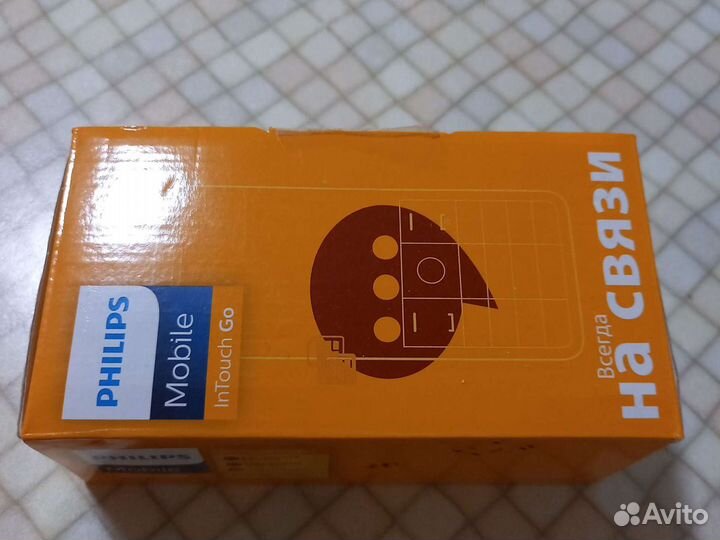 PHILIPS
Mobile
InTouch Go
Всегда
на связи
PHILIPS
Mobile
Avito